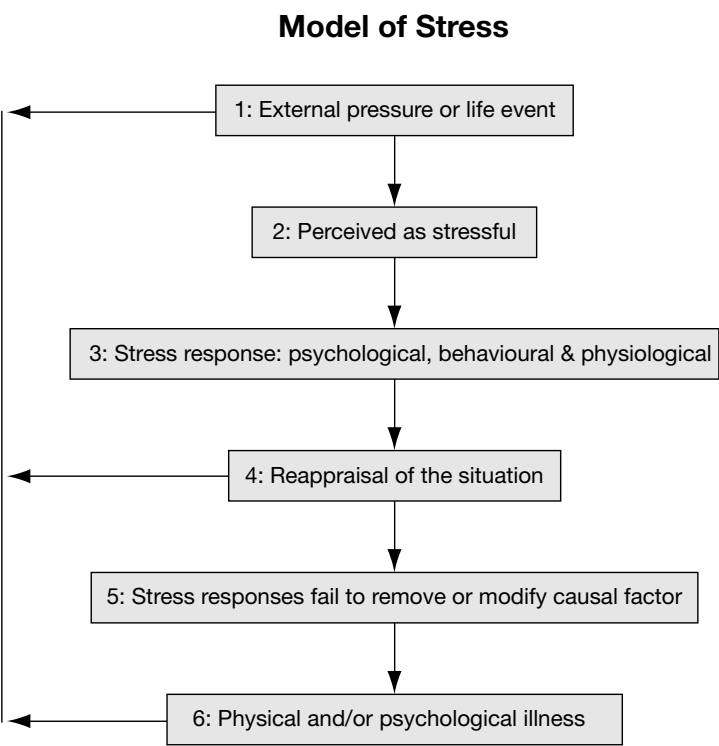 Model of Stress
1: External pressure or life event
2: Perceived as stressful
3: Stress response: psychological, behavioural & physiological
4: Reappraisal of the situation
5: Stress responses fail to remove or modify causal factor
6: Physical and/or psychological illness